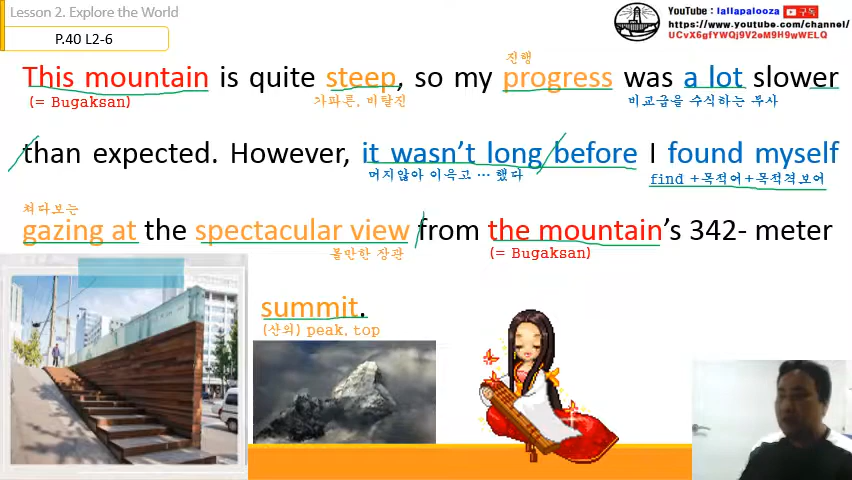 Lesson 2. Explore the World
YouTube : lallapalooza 구독
https://www.youtube.com/channel/
UCvX6gfYWQj9V2eM9H9wWELQ
P.40 L2-6
진행
This mountain is quite steep, so my progress was a lot slower
(= Bugaksan) 가파른, 비탈진 비교급을 수식하는 부사
than expected. However, it wasn't long before I found myself
머지않아 이윽고 … 했다 find +목적어+목적격보어
쳐다보는
gazing at the spectacular view from the mountain's 342- meter
볼만한 장관 (= Bugaksan)
summit.
(산의) peak, top